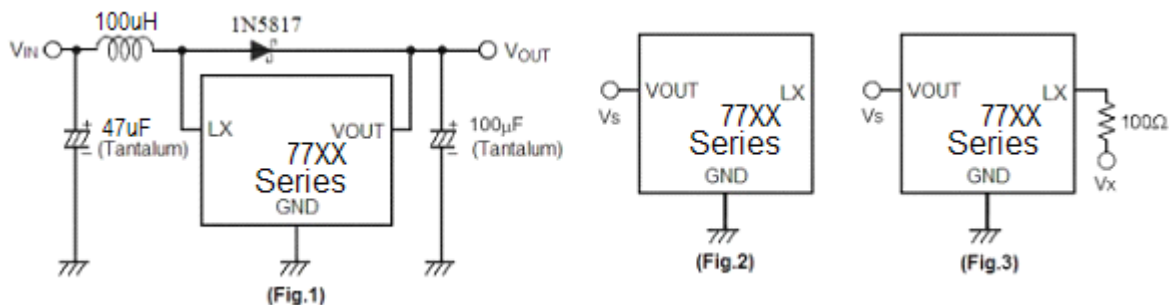 100uH
1N5817
VIN
VOUT
47uF
(Tantalum)
LX
VOUT
77XX
Series
GND
100μF
(Tantalum)
(Fig.1)
VOUT
LX
Vs
77XX
Series
GND
(Fig.2)
VOUT
LX
Vs
77XX
Series
GND
100Ω
Vx
(Fig.3)